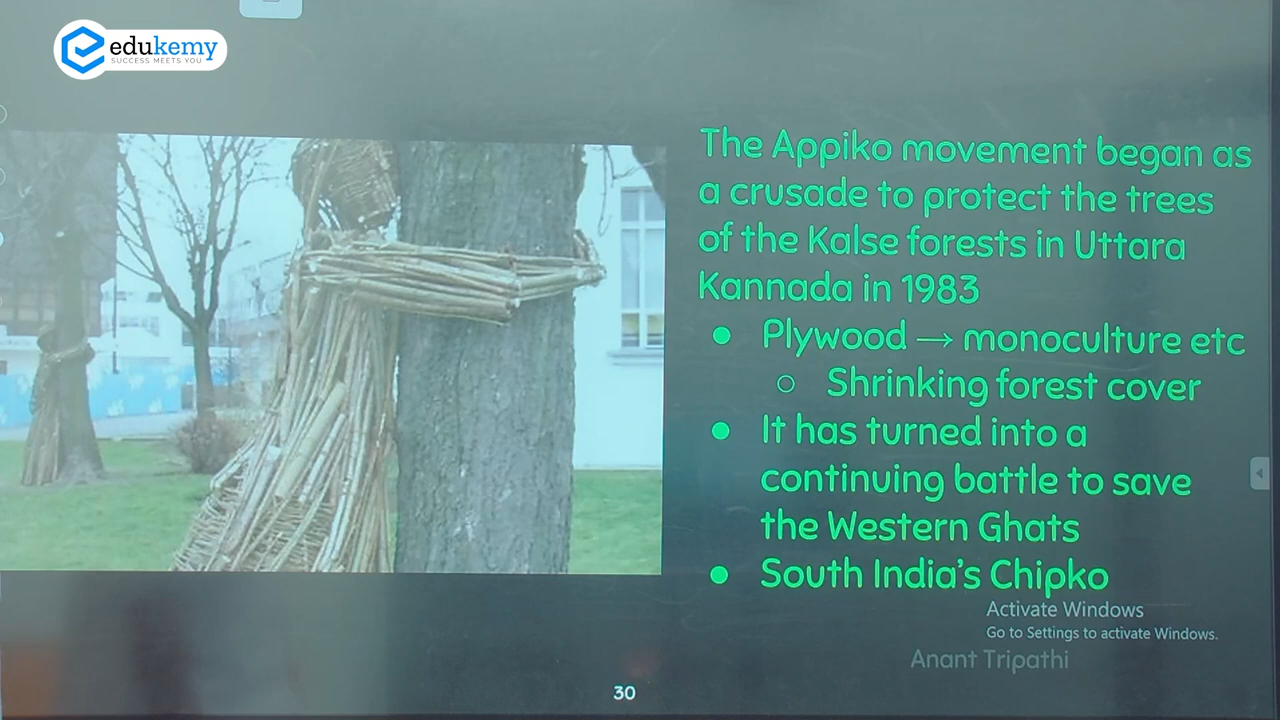 edukemy
SUCCESS MEETS YOU
The Appiko movement began as
a crusade to protect the trees
of the Kalse forests in Uttara
Kannada in 1983
● Plywood → monoculture etc
○ Shrinking forest cover
● It has turned into a
continuing battle to save
the Western Ghats
● South India's Chipko
Activate Windows
Go to Settings to activate Windows.
Anant Tripathi
30